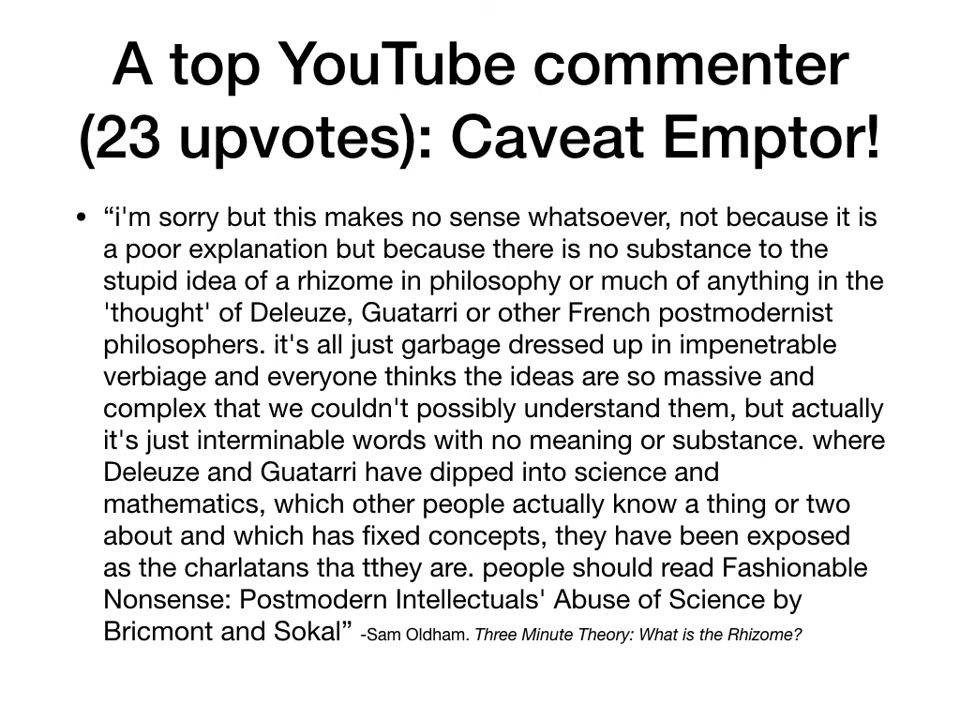 A top YouTube commenter
(23 upvotes): Caveat Emptor!
• “i'm sorry but this makes no sense whatsoever, not because it is
a poor explanation but because there is no substance to the
stupid idea of a rhizome in philosophy or much of anything in the
'thought' of Deleuze, Guatarri or other French postmodernist
philosophers. it's all just garbage dressed up in impenetrable
verbiage and everyone thinks the ideas are so massive and
complex that we couldn't possibly understand them, but actually
it's just interminable words with no meaning or substance. where
Deleuze and Guatarri have dipped into science and
mathematics, which other people actually know a thing or two
about and which has fixed concepts, they have been exposed
as the charlatans tha tthey are. people should read Fashionable
Nonsense: Postmodern Intellectuals' Abuse of Science by
Bricmont and Sokal” -Sam Oldham. Three Minute Theory: What is the Rhizome?